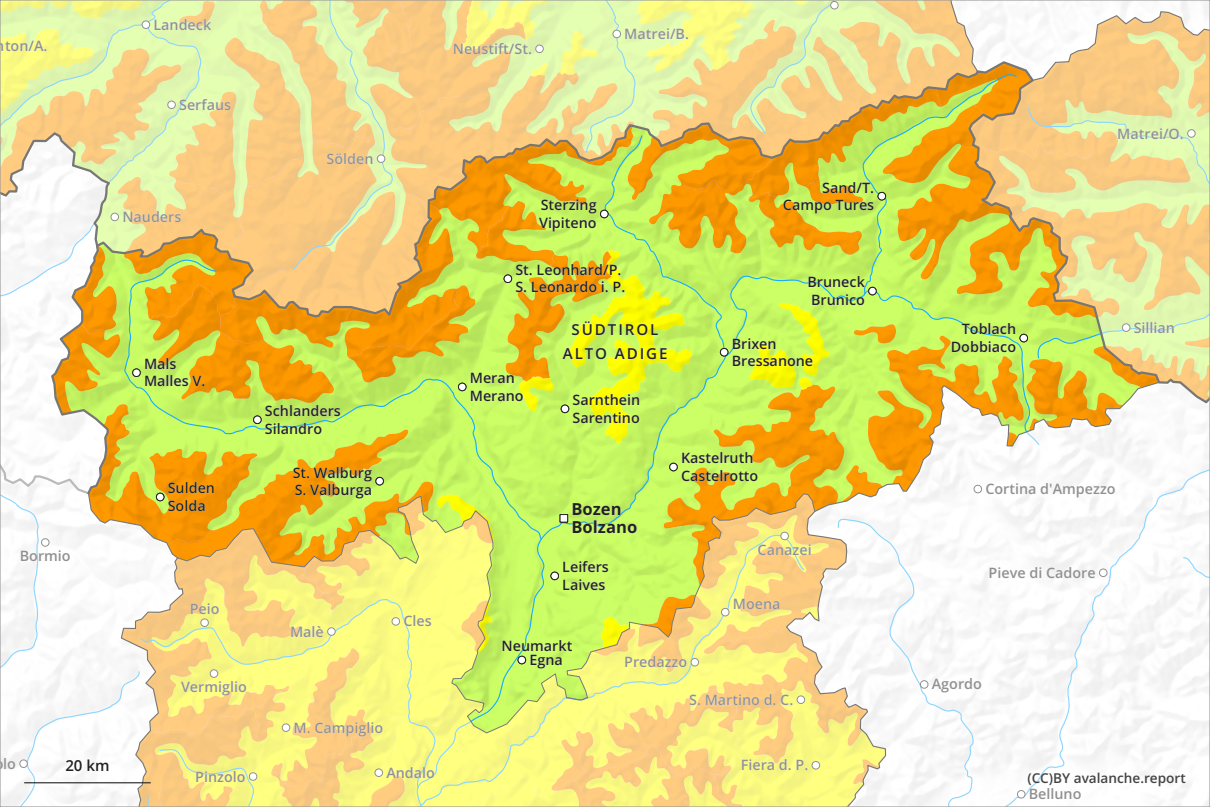 Landeck
nton/A.
Neustift/St.
Matrei/B.
Serfaus
Matrei/O.
Sölden
Nauders
Sand/T.
Campo Tures
Sterzing
Vipiteno
St. Leonhard/P.
S. Leonardo i. P.
Bruneck
Brunico
SÜDTIROL
ALTO ADIGE
Toblach
Dobbiaco
Sillian
Brixen
Bressanone
Mals
Malles V.
Meran
Merano
Sarnthein
Sarentino
Schlanders
Silandro
Kastelruth
Castelrotto
St. Walburg
S. Valburga
Sulden
Solda
Cortina d'Ampezzo
Bozen
Bolzano
Bormio
Canazei
Leifers
Laives
Pieve di Cadore
Peio
Moena
Malè
Cles
Neumarkt
Egna
Predazzo
Vermiglio
Agordo
S. Martino d. C.
M. Campiglio
20 km
olo
Pinzolo
Andalo
Fiera d. P.
(CC)BY avalanche.report
Belluno